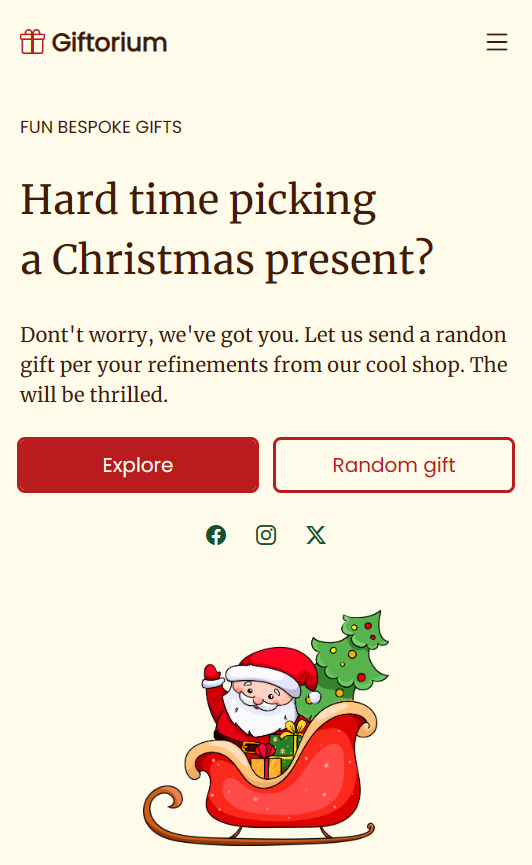 Giftorium
FUN BESPOKE GIFTS
Hard time picking
a Christmas present?
Dont't worry, we've got you. Let us send a randon
gift per your refinements from our cool shop. The
will be thrilled.
Explore
Random gift